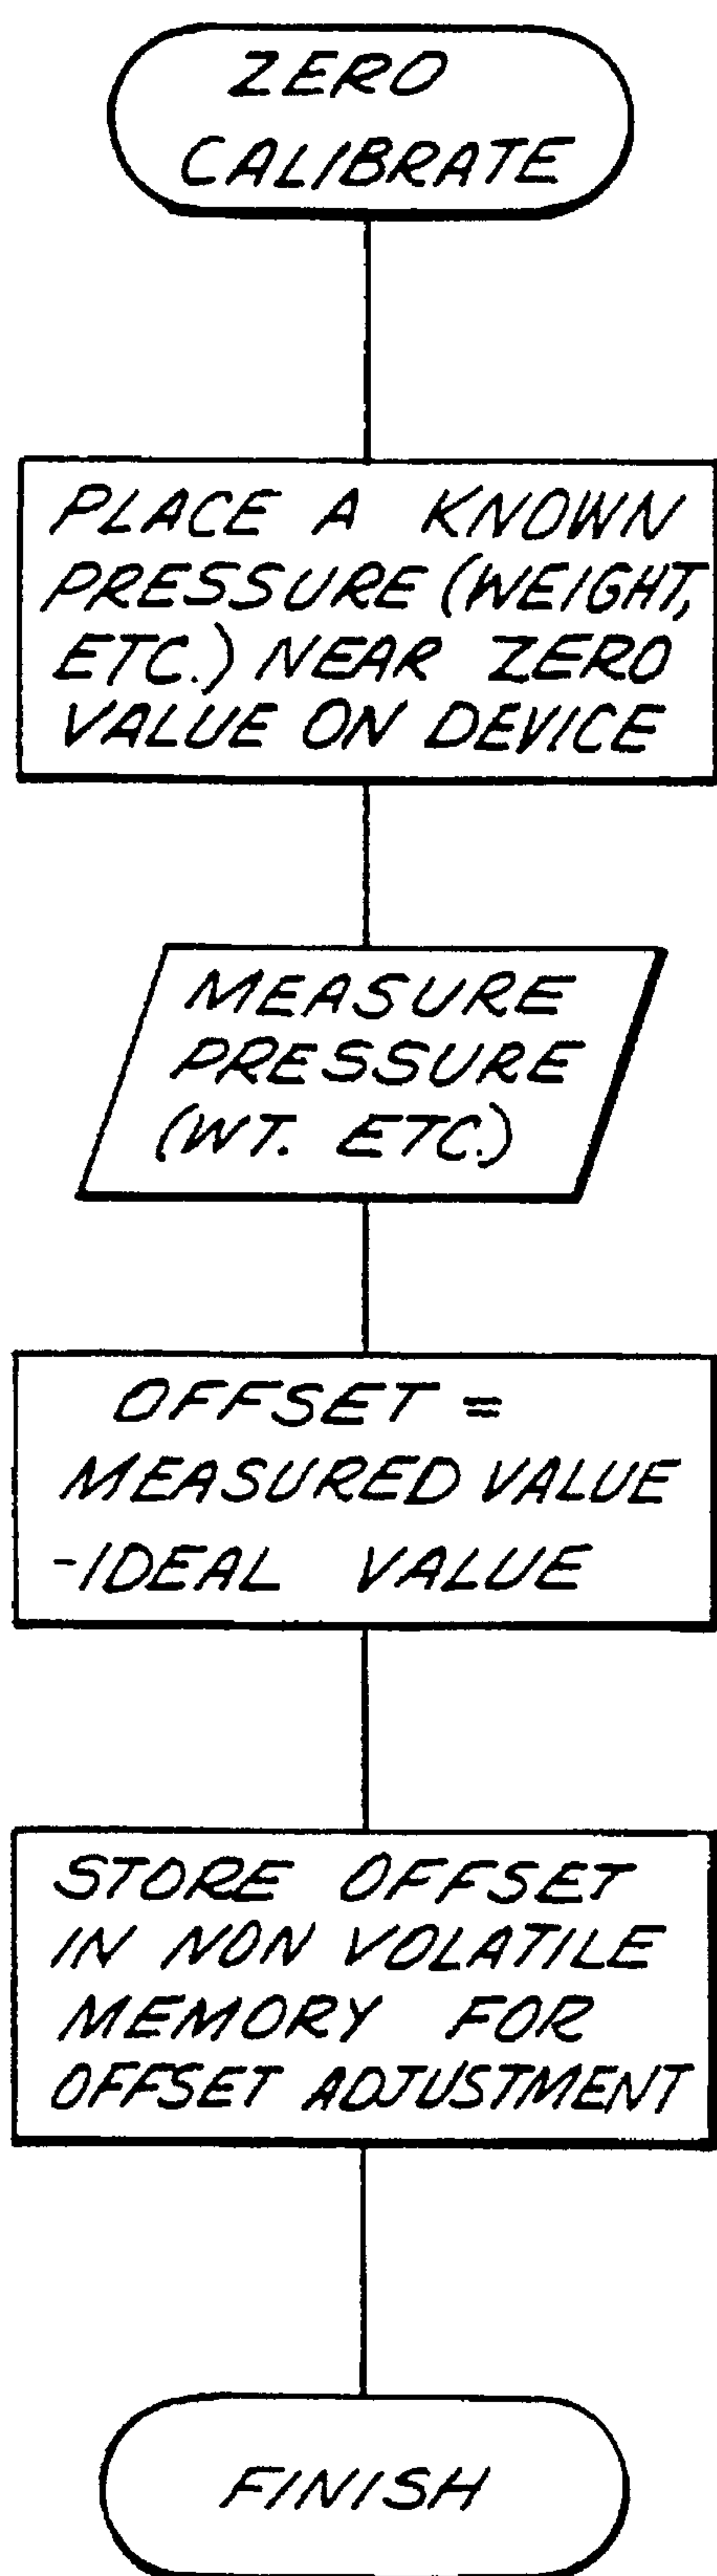 ZERO
CALIBRATE
PLACE A KNOWN
PRESSURE (WEIGHT,
ETC.) NEAR ZERO
VALUE ON DEVICE
MEASURE
PRESSURE
(WT. ETC.)
OFFSET =
MEASURED VALUE
-IDEAL VALUE
STORE OFFSET
IN NON VOLATILE
MEMORY FOR
OFFSET ADJUSTMENT
FINISH